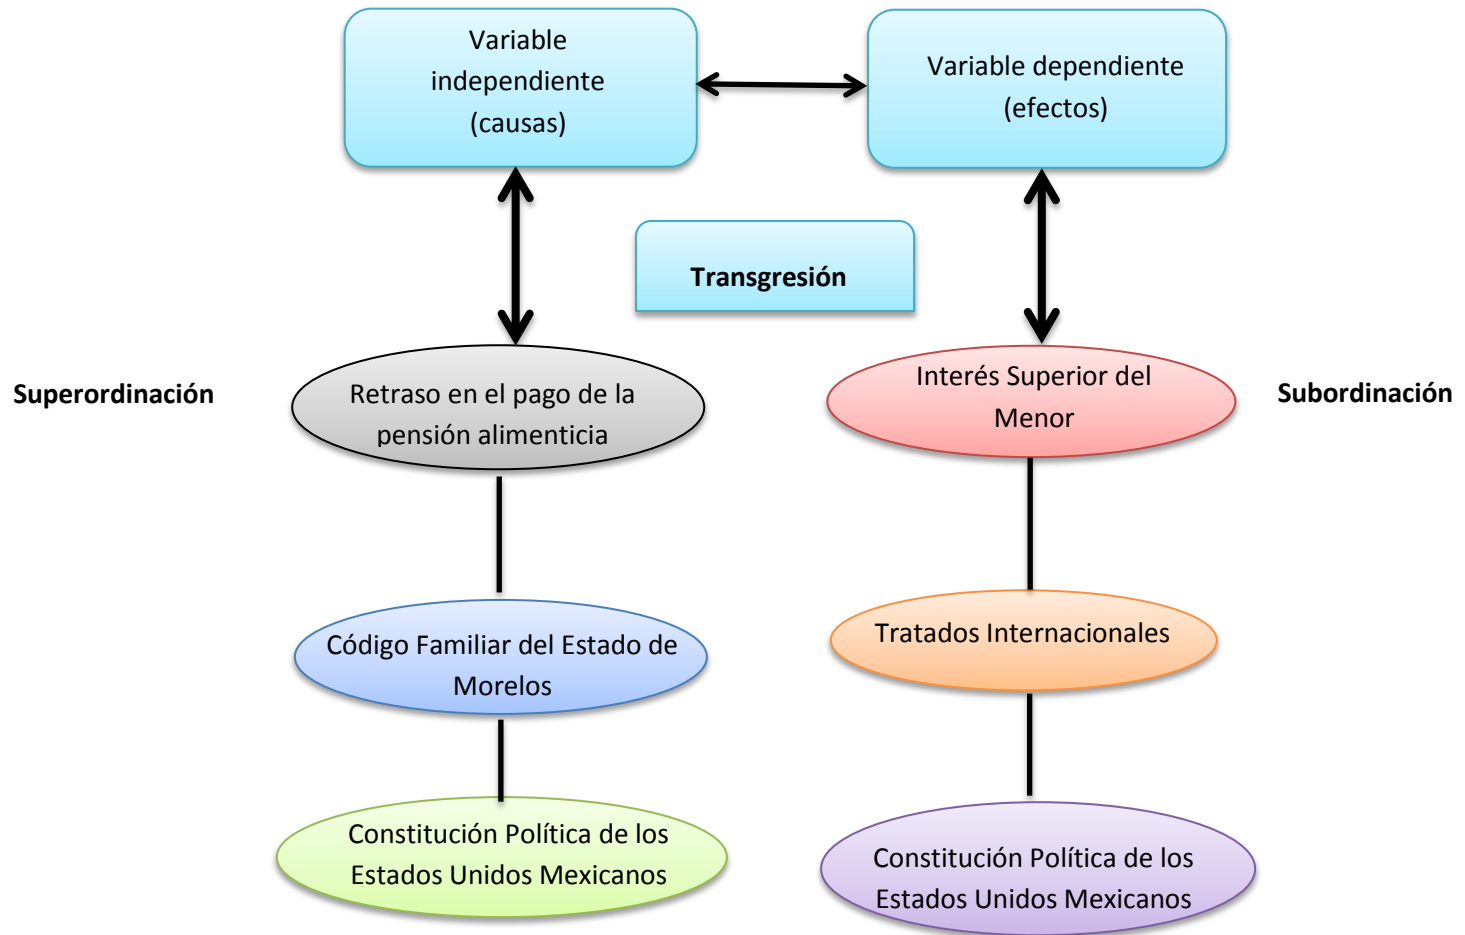 Variable
independiente
(causas)
Variable dependiente
(efectos)
Transgresión
Superordinación
Retraso en el pago de la
pensión alimenticia
Interés Superior del
Menor
Subordinación
Código Familiar del Estado de
Morelos
Tratados Internacionales
Constitución Política de los
Estados Unidos Mexicanos
Constitución Política de los
Estados Unidos Mexicanos